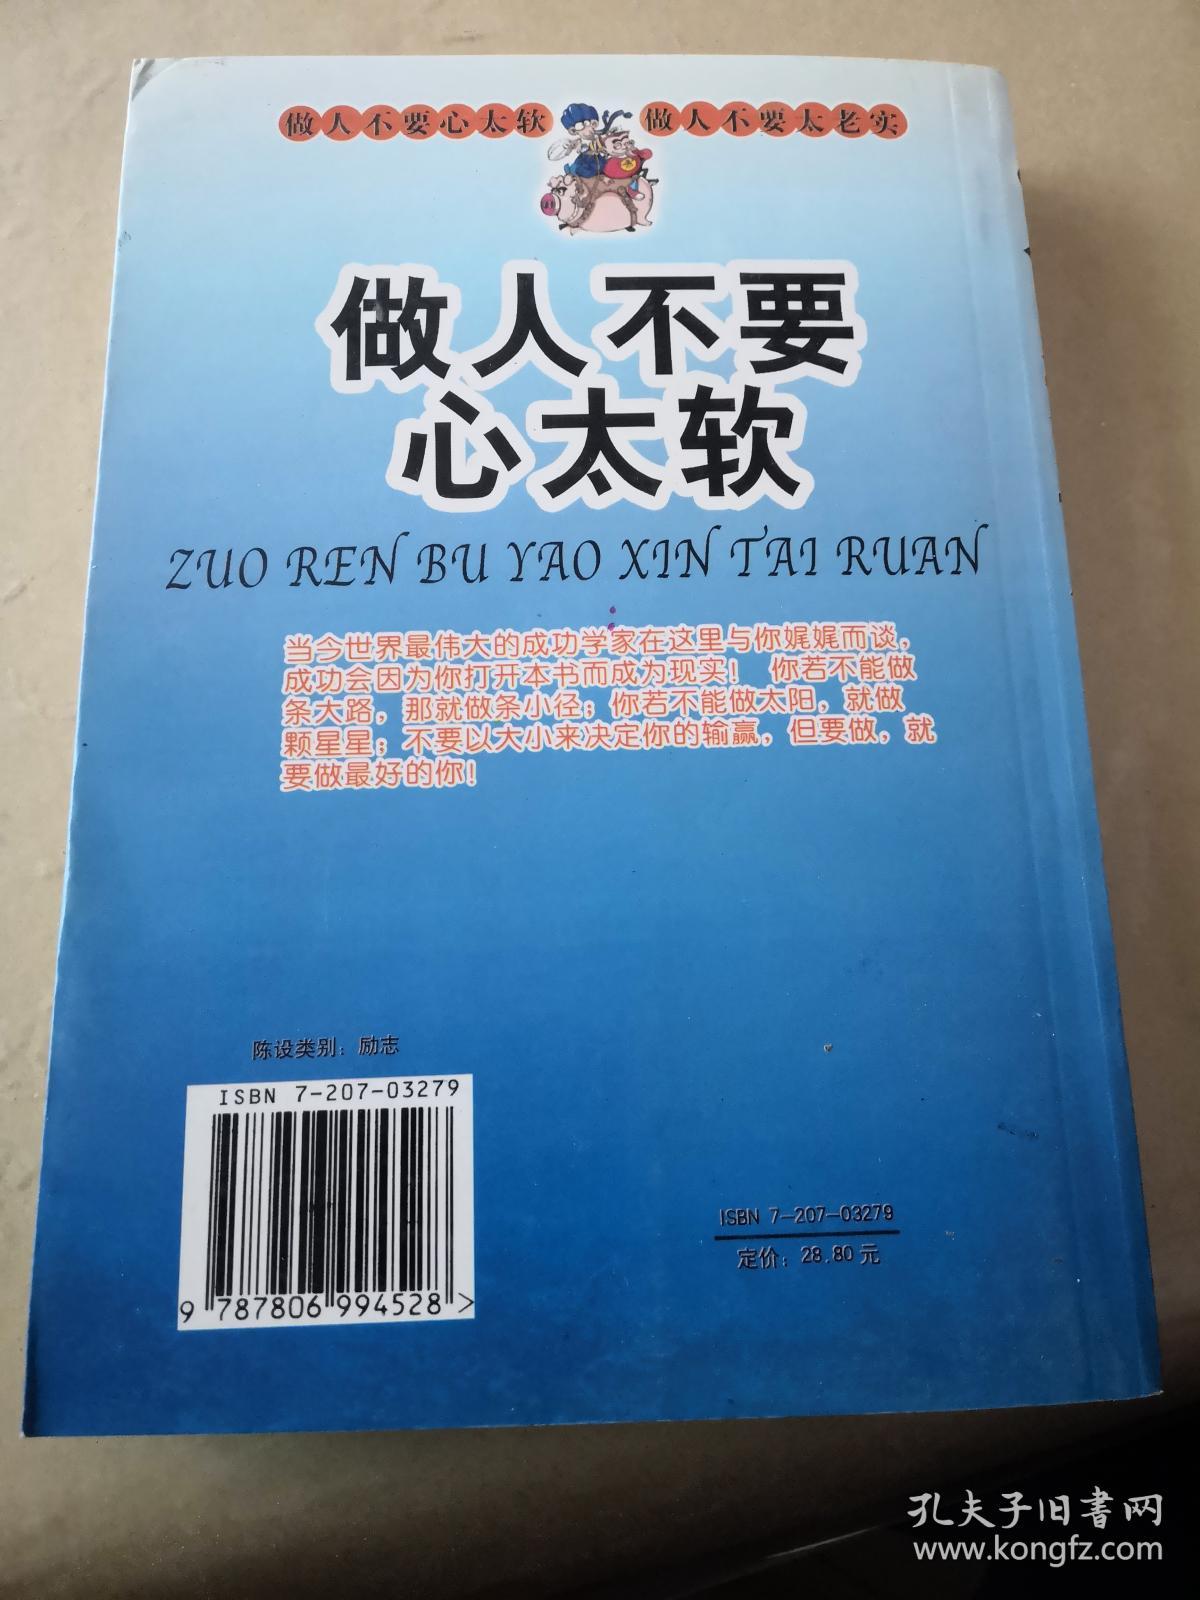 做人不要心太软 做人不要太老实
做人不要
心太软
ZUO REN BU YAO XIN TAI RUAN
当今世界最伟大的成功学家在这里与你娓娓而谈，
成功会因为你打开本书而成为现实！ 你若不能做
条大路，那就做条小径；你若不能做太阳，就做
颗星星；不要以大小来决定你的输赢，但要做，就
要做最好的你！
陈设类别：励志
ISBN 7-207-03279
9 787806 994528 >
ISBN 7-207-03279
定价：28.80元
孔夫子旧书网
www.kongfz.com